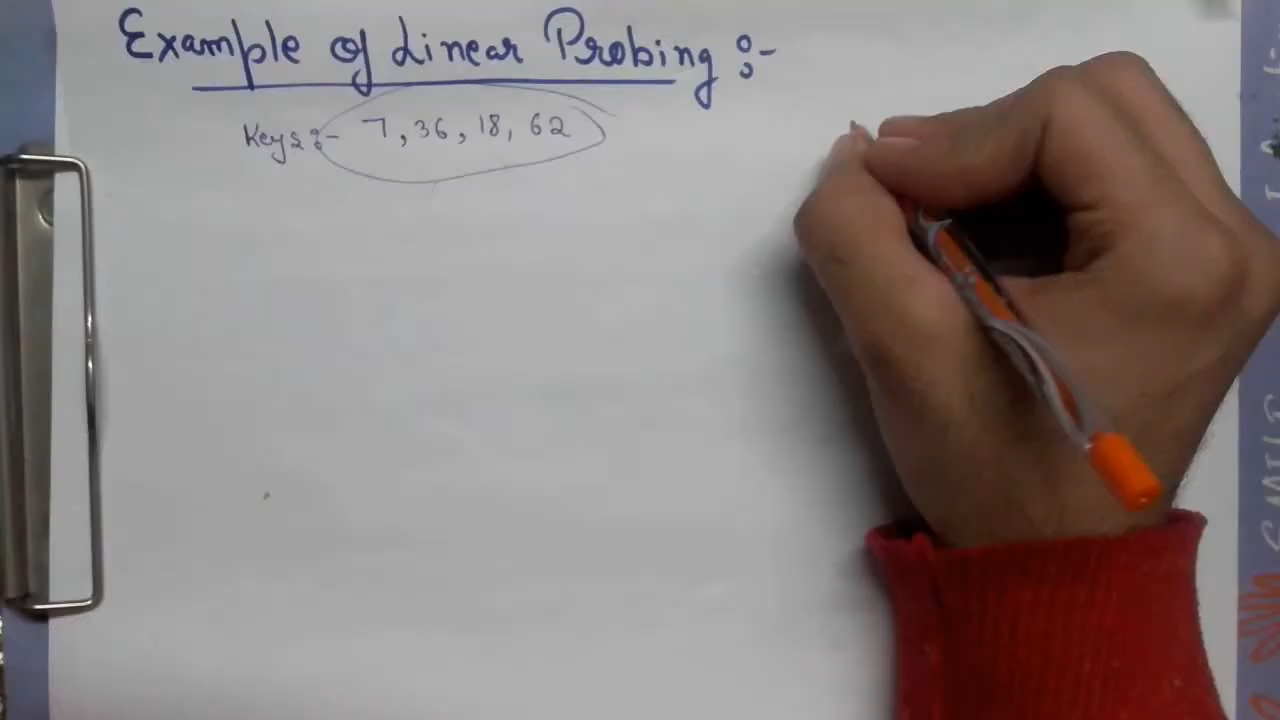 Example of Linear Probing :-
Keys :- 7, 36, 18, 62